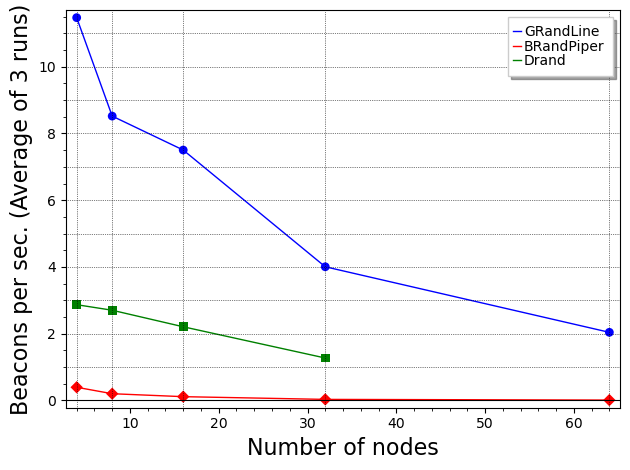 Beacons per sec. (Average of 3 runs)
10
8
6
4
2
0
GRandLine
BRandPiper
Drand
10 20 30 40 50 60
Number of nodes